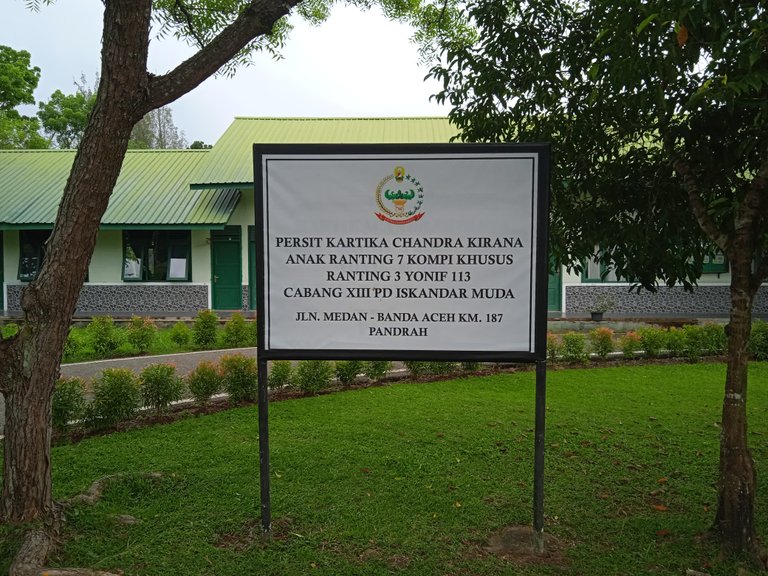 PERSIT KARTIKA CHANDRA KIRANA
ANAK RANTING 7 KOMPI KHUSUS
RANTING 3 YONIF 113
CABANG XIII PD ISKANDAR MUDA
JLN. MEDAN - BANDA ACEH KM. 187
PANDRAH